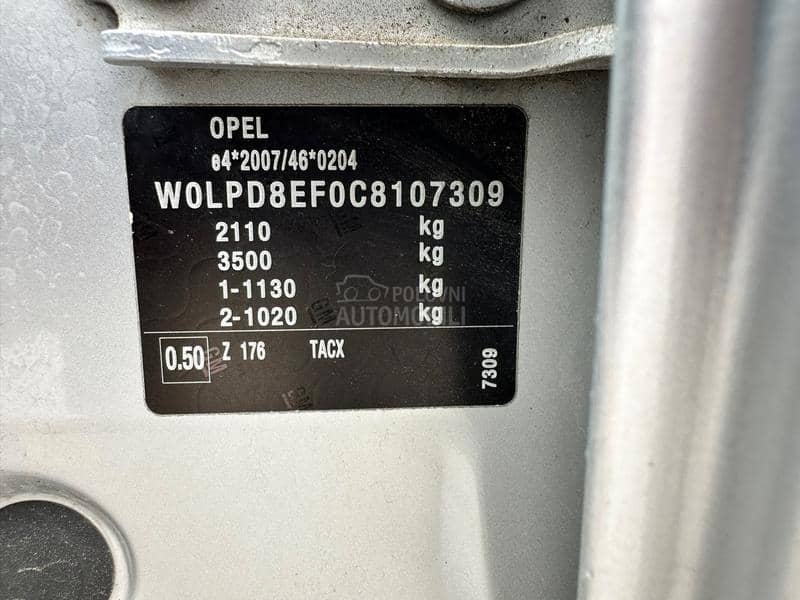 OPEL
e4*2007/46*0204
W0LPD8EF0C8107309
2110 kg
3500 kg
1-1130 kg
2-1020 kg
POLOVNI
AUTOMOBILI
0.50 Z 176 TACX
7309
GM